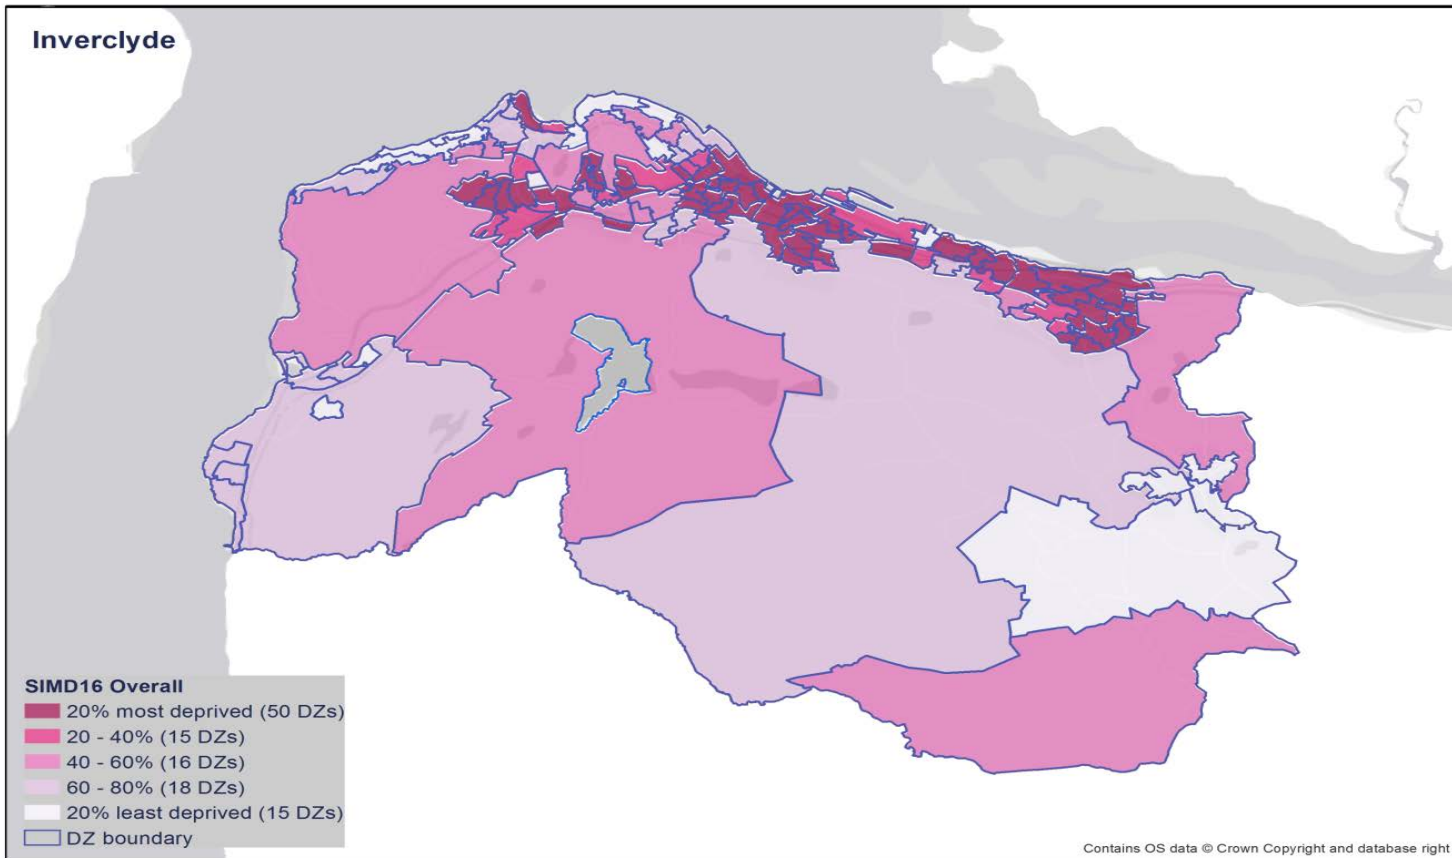 Inverclyde
SIMD16 Overall
20% most deprived (50 DZs)
20 - 40% (15 DZs)
40 - 60% (16 DZs)
60 - 80% (18 DZs)
20% least deprived (15 DZs)
DZ boundary
Contains OS data © Crown Copyright and database right